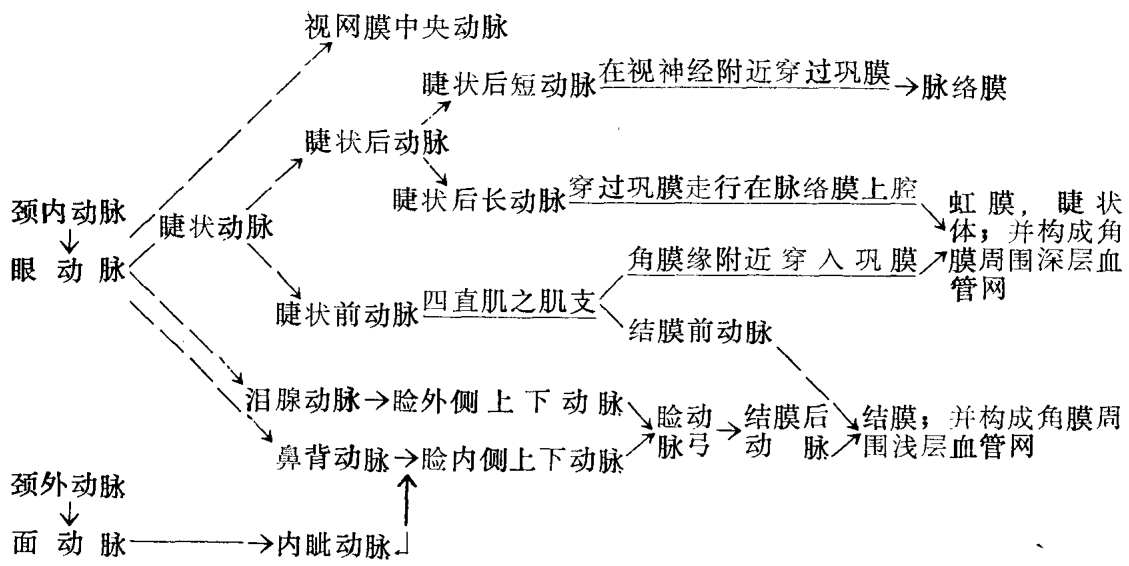 视网膜中央动脉
睫状后短动脉 在视神经附近穿过巩膜 脉络膜
睫状后动脉
睫状后长动脉 穿过巩膜走行在脉络膜上腔
虹膜，睫状
体；并构成角
膜周围深层血
管网
颈内动脉
眼动脉
睫状动脉
角膜缘附近穿入巩膜
睫状前动脉 四直肌之肌支
结膜前动脉
泪腺动脉 睑外侧上下动脉
鼻背动脉 睑内侧上下动脉
睑动
脉弓
结膜后
动脉
结膜；并构成角膜周
围浅层血管网
颈外动脉
面动脉 内眦动脉